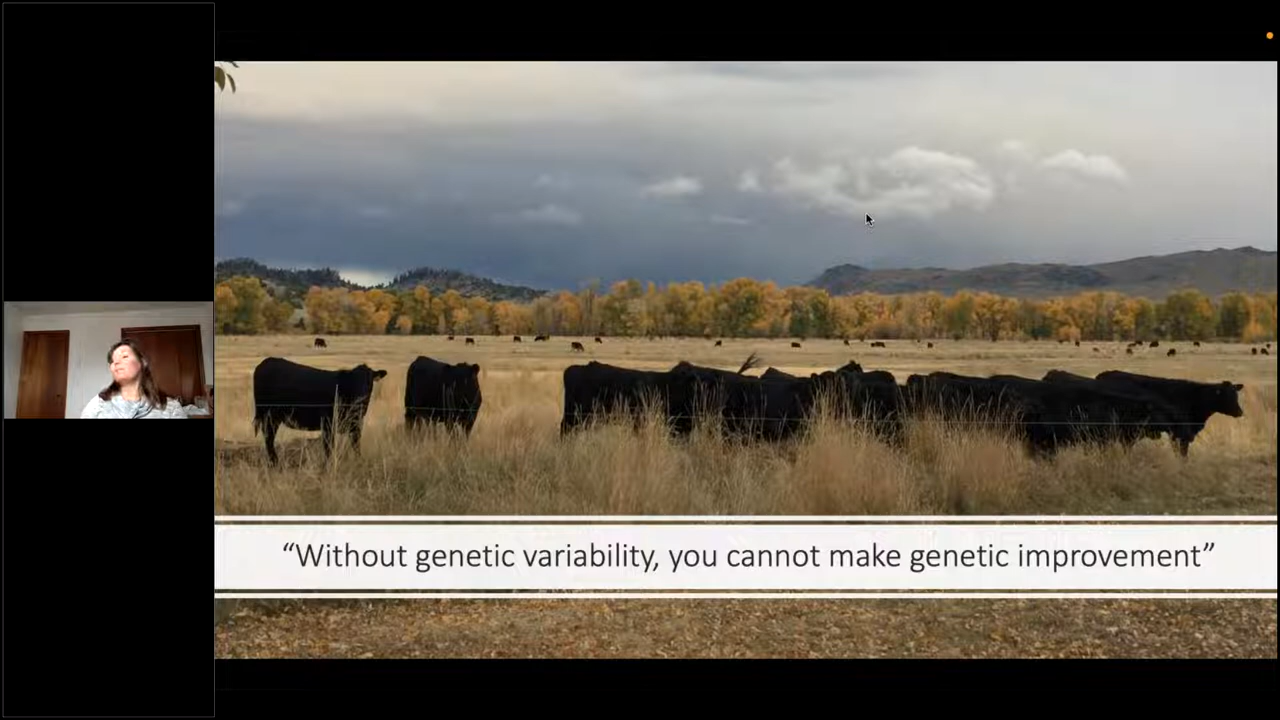 “Without genetic variability, you cannot make genetic improvement”